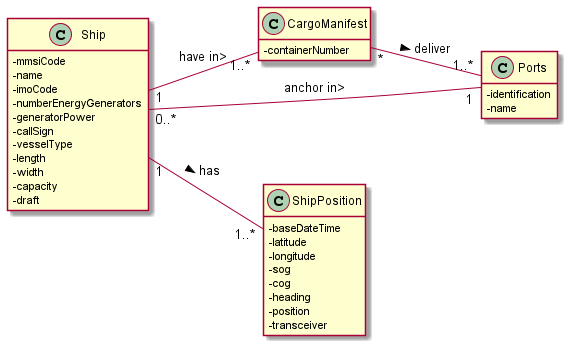 C Ship
-mmsiCode
-name
-imoCode
-numberEnergyGenerators
-generatorPower
-callSign
-vesselType
-length
-width
-capacity
-draft
C CargoManifest
-containerNumber
C Ports
-identification
-name
C ShipPosition
-baseDateTime
-latitude
-longitude
-sog
-cog
-heading
-position
-transceiver
have in>
1
1..*
deliver
*
1..*
anchor in>
0..*
1
has
1
1..*